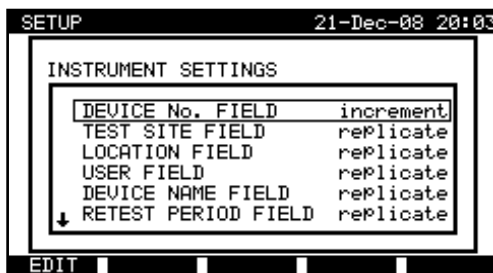 SETUP 21-Dec-08 20:03
INSTRUMENT SETTINGS
DEVICE No. FIELD increment
TEST SITE FIELD replicate
LOCATION FIELD replicate
USER FIELD replicate
DEVICE NAME FIELD replicate
RETEST PERIOD FIELD replicate
EDIT